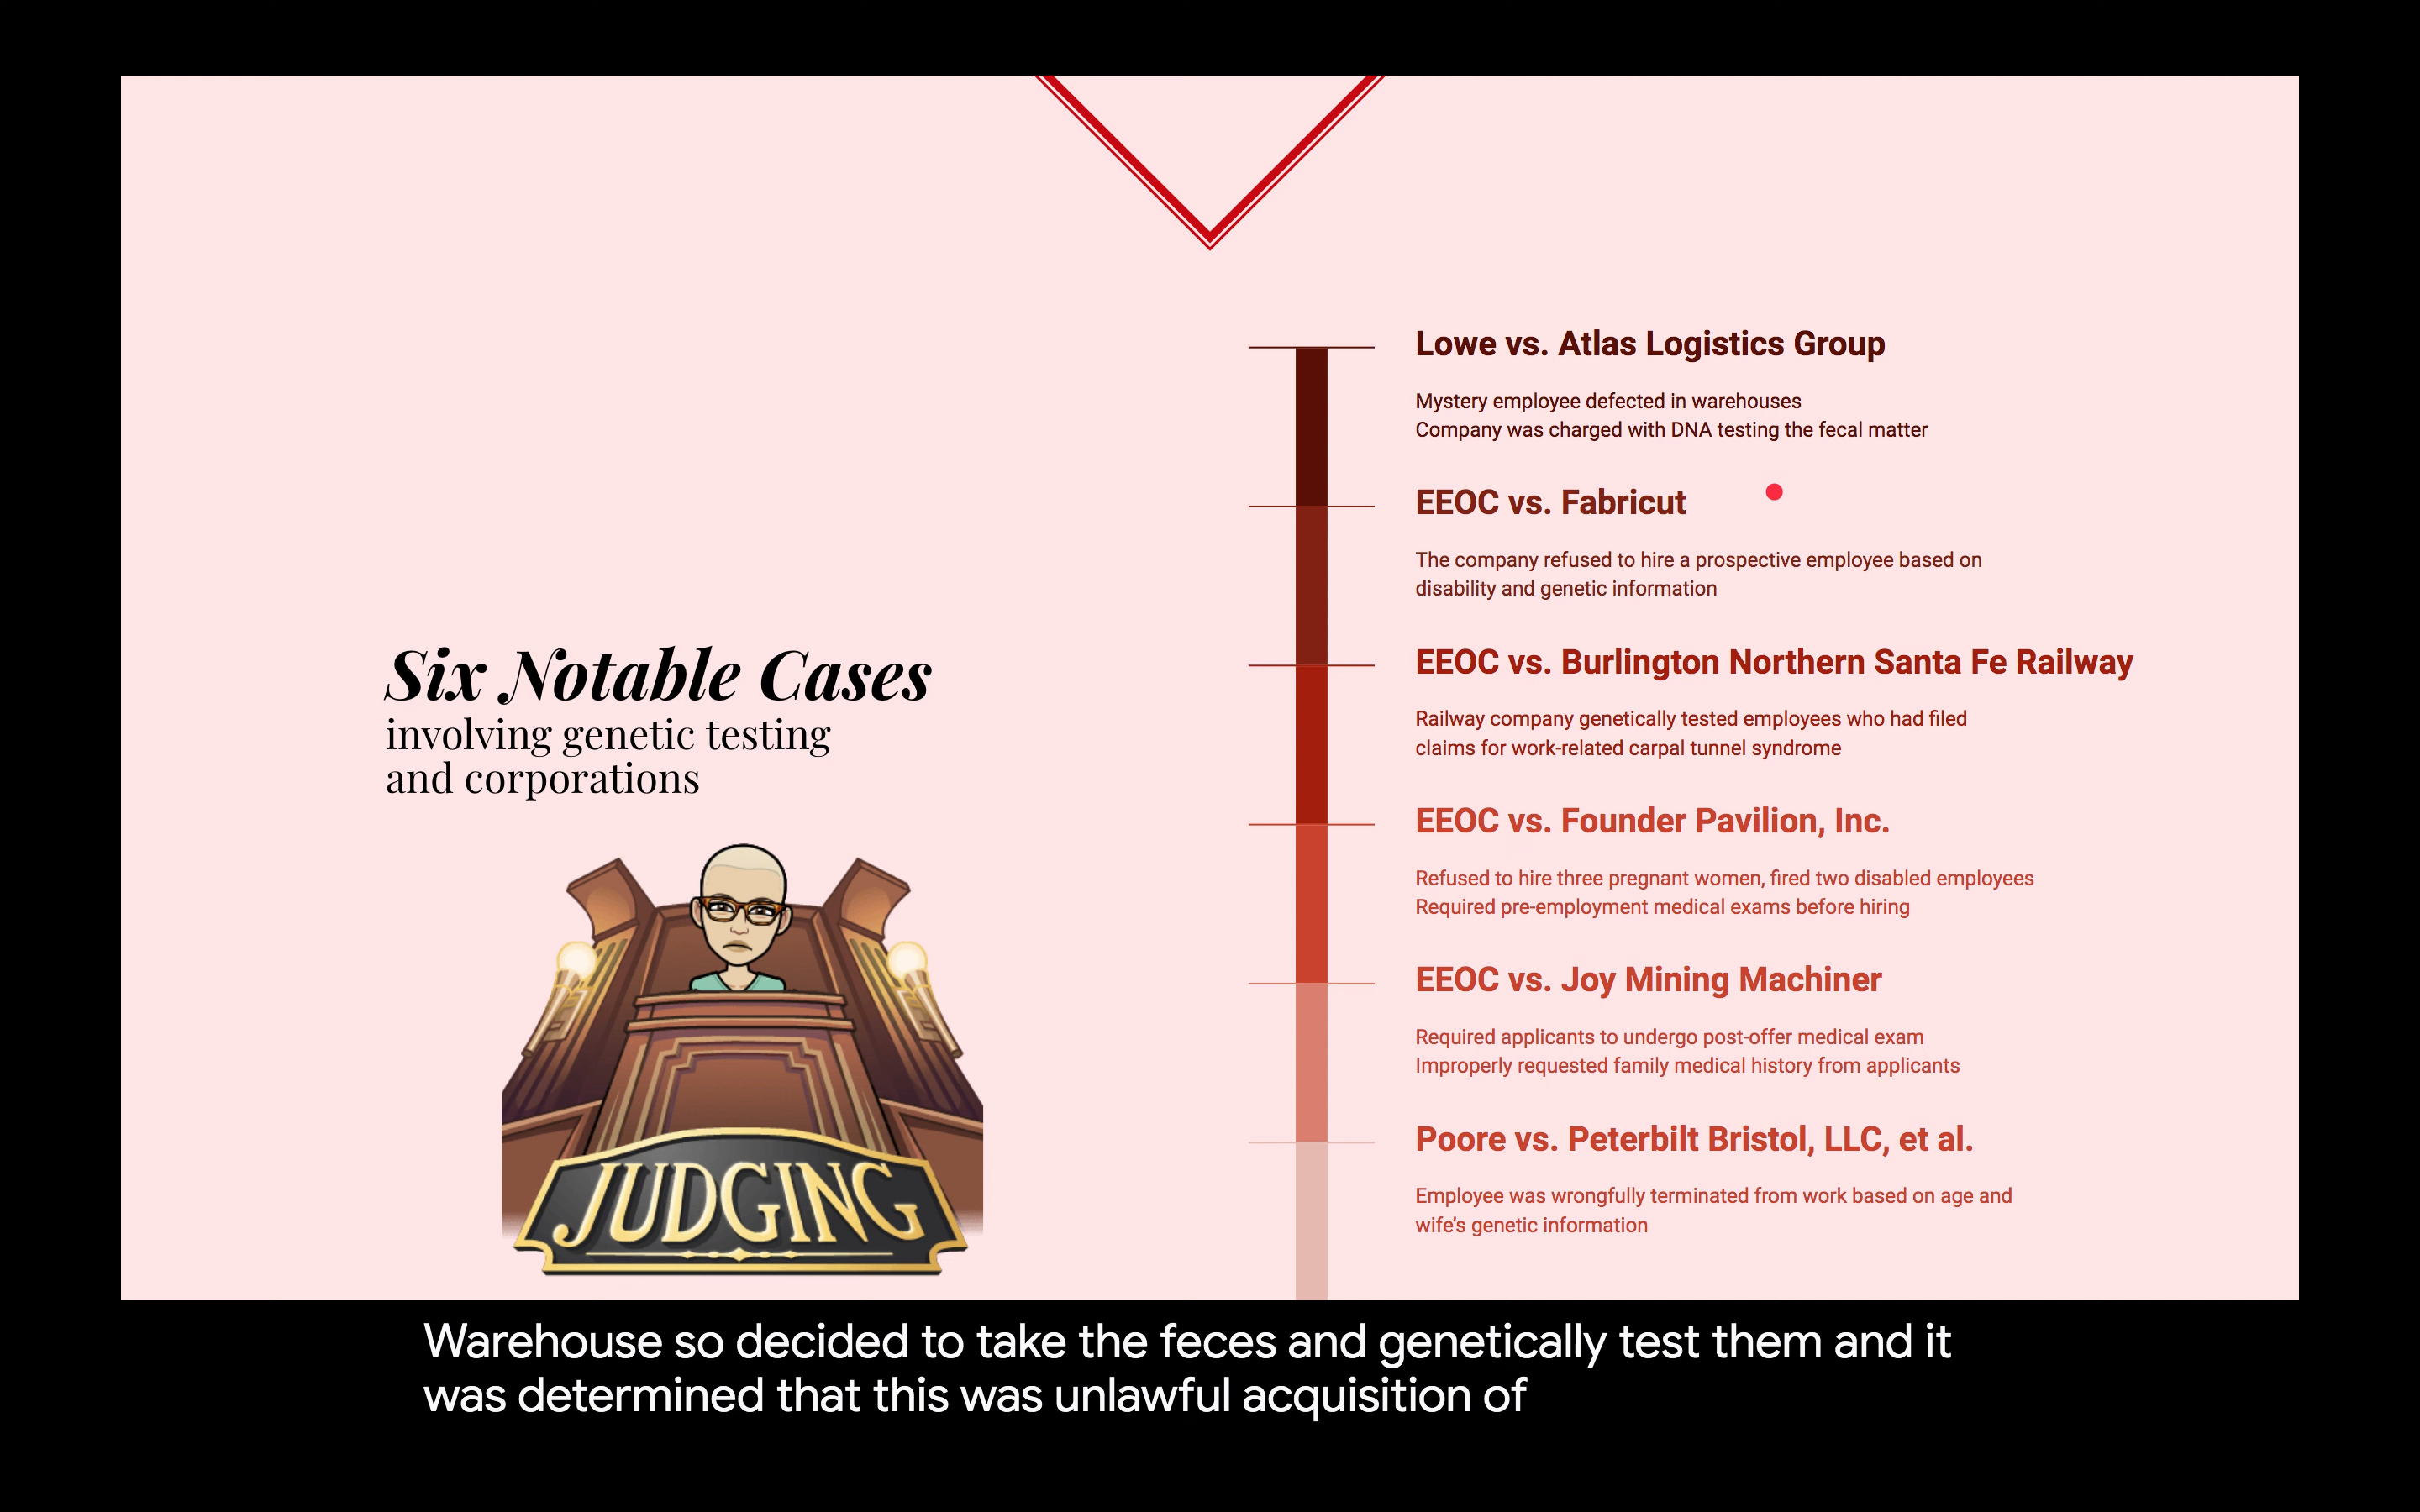 Six Notable Cases
involving genetic testing
and corporations
JUDGING
Lowe vs. Atlas Logistics Group
Mystery employee defected in warehouses
Company was charged with DNA testing the fecal matter
EEOC vs. Fabricut
The company refused to hire a prospective employee based on
disability and genetic information
EEOC vs. Burlington Northern Santa Fe Railway
Railway company genetically tested employees who had filed
claims for work-related carpal tunnel syndrome
EEOC vs. Founder Pavilion, Inc.
Refused to hire three pregnant women, fired two disabled employees
Required pre-employment medical exams before hiring
EEOC vs. Joy Mining Machiner
Required applicants to undergo post-offer medical exam
Improperly requested family medical history from applicants
Poore vs. Peterbilt Bristol, LLC, et al.
Employee was wrongfully terminated from work based on age and
wife’s genetic information
Warehouse so decided to take the feces and genetically test them and it
was determined that this was unlawful acquisition of